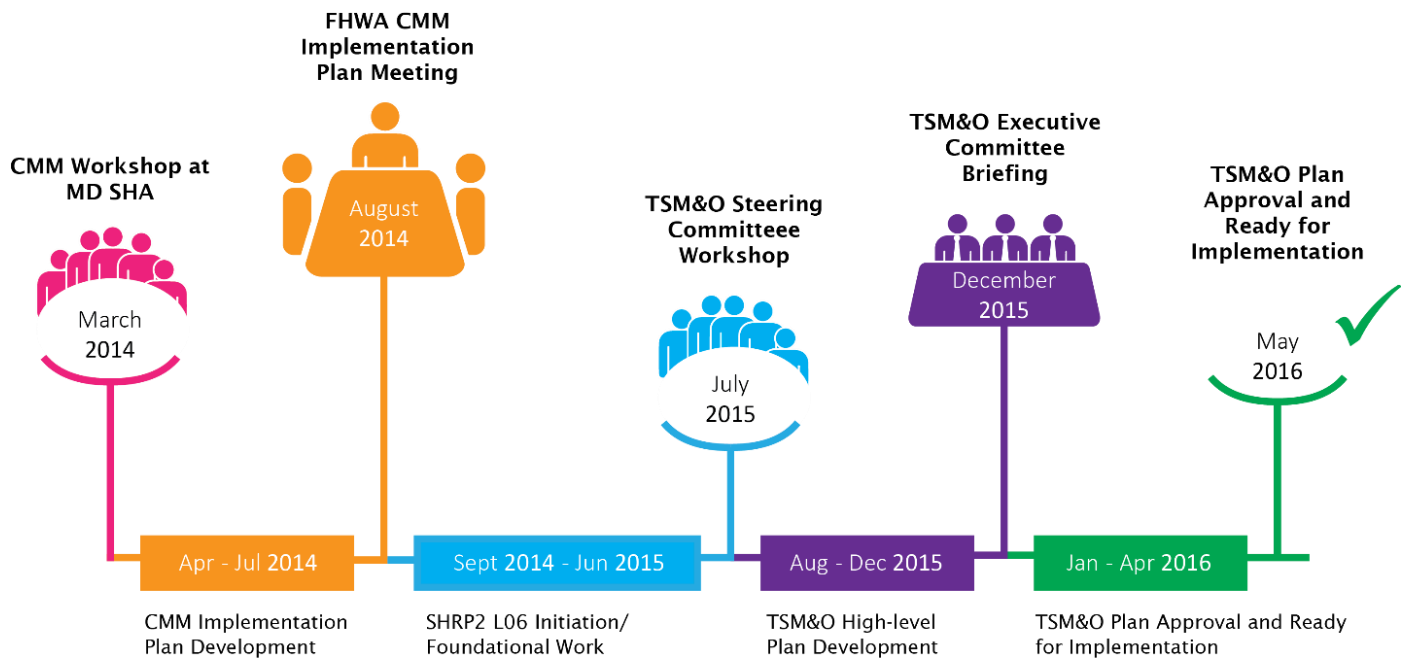 FHWA CMM
Implementation
Plan Meeting
CMM Workshop at
MD SHA
March
2014
August
2014
TSM&O Steering
Committeee
Workshop
July
2015
TSM&O Executive
Committee
Briefing
December
2015
TSM&O Plan
Approval and
Ready for
Implementation
May
2016
Apr - Jul 2014
Sept 2014 - Jun 2015
Aug - Dec 2015
Jan - Apr 2016
CMM Implementation
Plan Development
SHRP2 L06 Initiation/
Foundational Work
TSM&O High-level
Plan Development
TSM&O Plan Approval and Ready
for Implementation